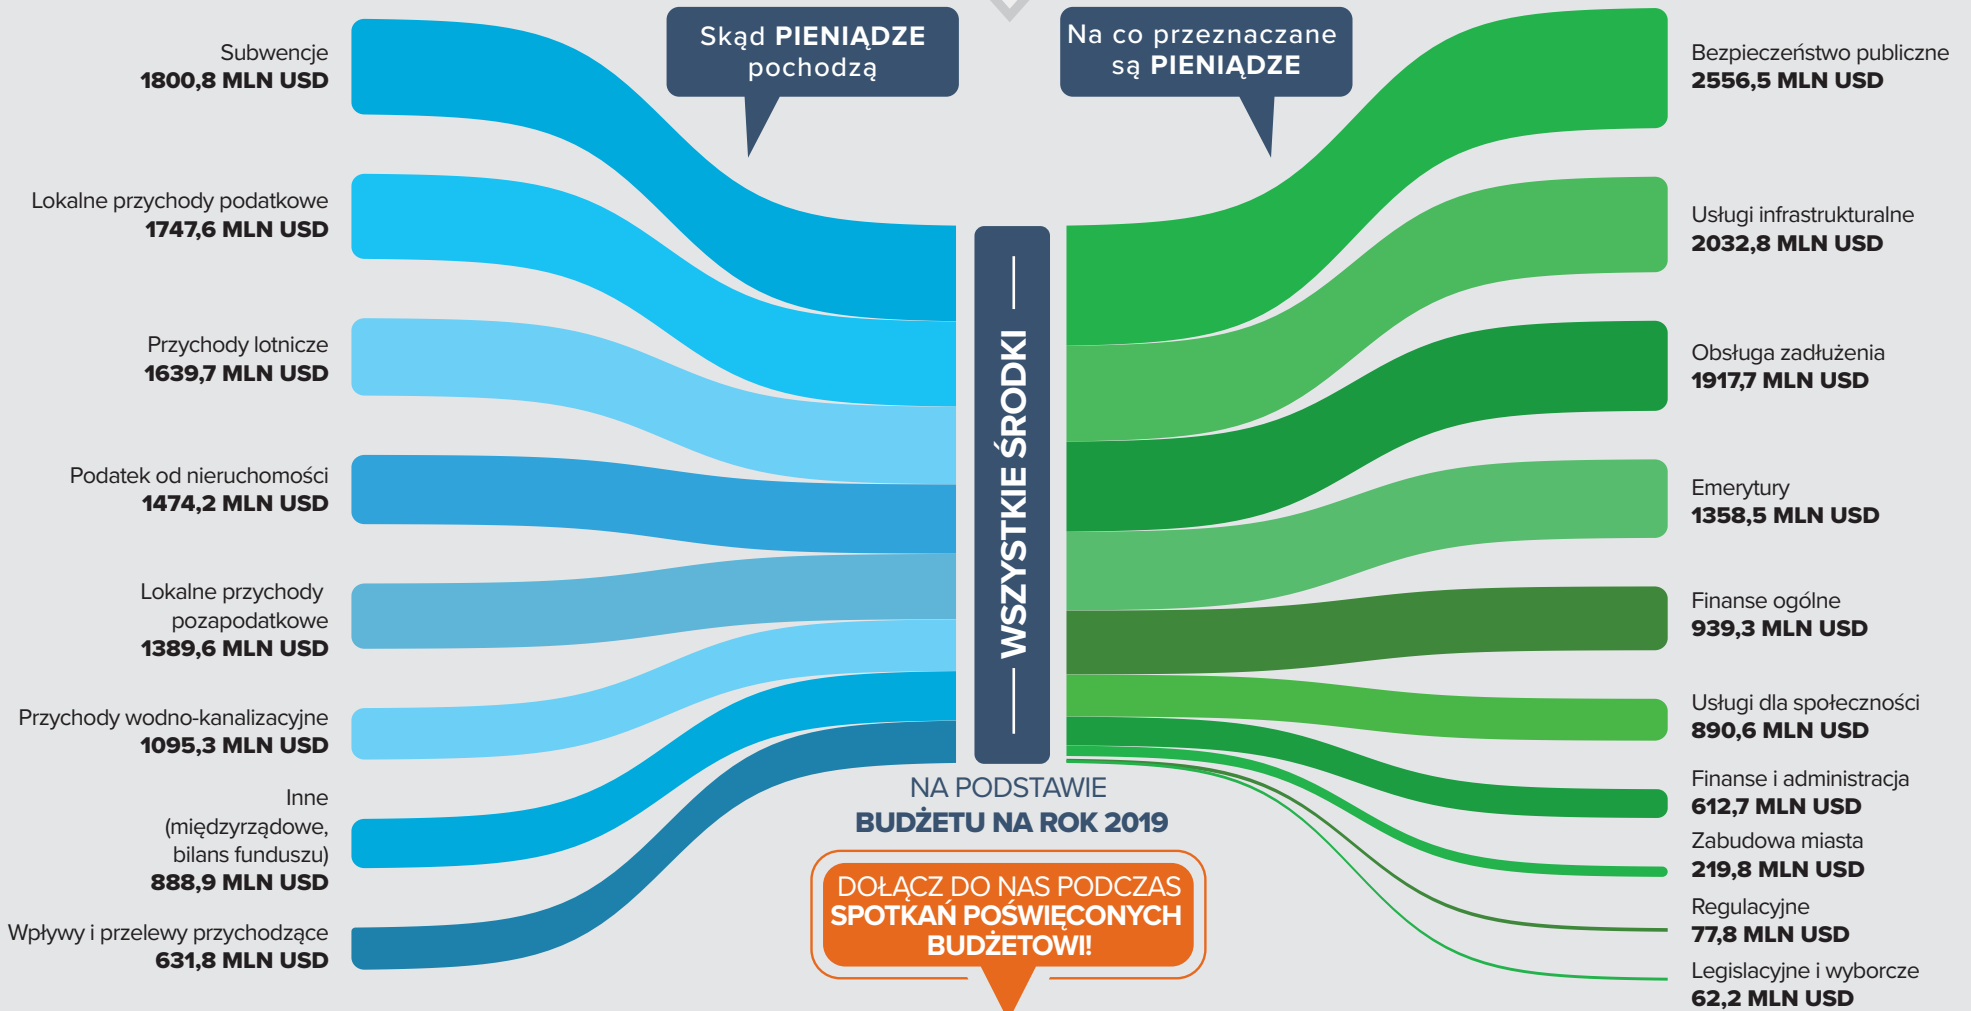 Skąd PIENIĄDZE
pochodzą
Na co przeznaczane
są PIENIĄDZE
Subwencje
1800,8 MLN USD
Lokalne przychody podatkowe
1747,6 MLN USD
Przychody lotnicze
1639,7 MLN USD
Podatek od nieruchomości
1474,2 MLN USD
Lokalne przychody
pozapodatkowe
1389,6 MLN USD
Przychody wodno-kanalizacyjne
1095,3 MLN USD
Inne
(międzyrządowe,
bilans funduszu)
888,9 MLN USD
Wpływy i przelewy przychodzące
631,8 MLN USD
WSZYSTKIE ŚRODKI
NA PODSTAWIE
BUDŻETU NA ROK 2019
DOŁĄCZ DO NAS PODCZAS
SPOTKAŃ POŚWIĘCONYCH
BUDŻETOWI!
Bezpieczeństwo publiczne
2556,5 MLN USD
Usługi infrastrukturalne
2032,8 MLN USD
Obsługa zadłużenia
1917,7 MLN USD
Emerytury
1358,5 MLN USD
Finanse ogólne
939,3 MLN USD
Usługi dla społeczności
890,6 MLN USD
Finanse i administracja
612,7 MLN USD
Zabudowa miasta
219,8 MLN USD
Regulacyjne
77,8 MLN USD
Legislacyjne i wyborcze
62,2 MLN USD